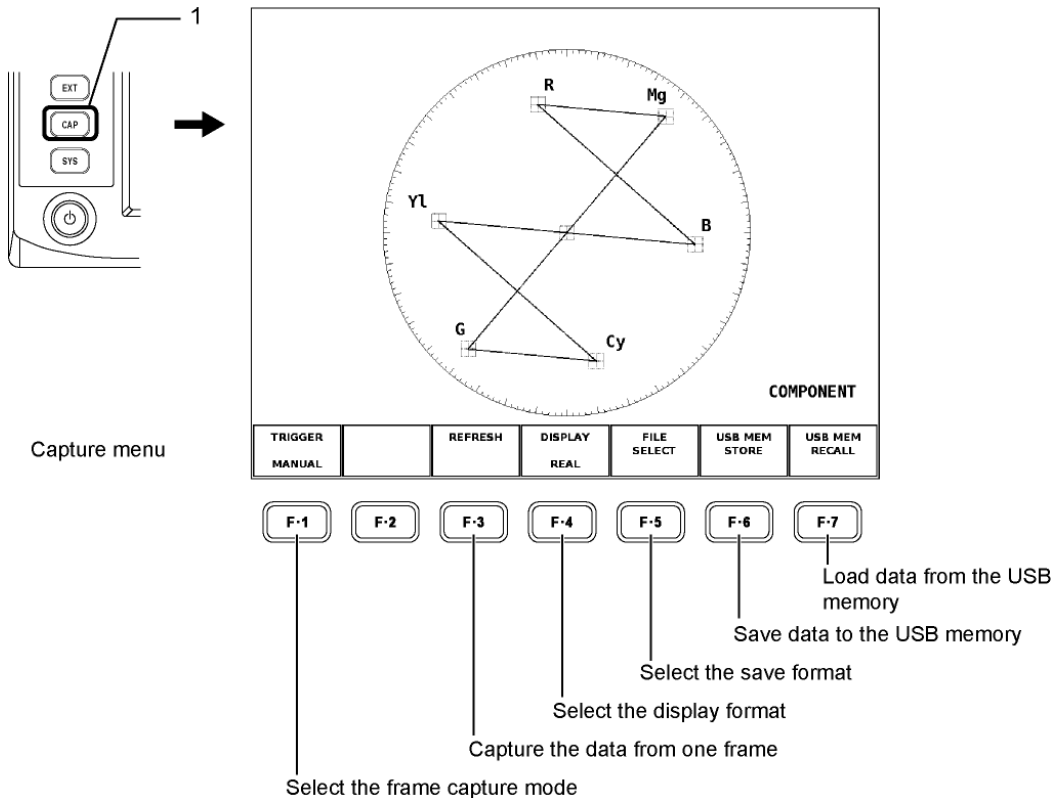 1
EXT
CAP
SYS
R
Mg
Yl
B
G
Cy
COMPONENT
Capture menu
TRIGGER
MANUAL
REFRESH
DISPLAY
REAL
FILE
SELECT
USB MEM
STORE
USB MEM
RECALL
F·1 F·2 F·3 F·4 F·5 F·6 F·7
Load data from the USB
memory
Save data to the USB memory
Select the save format
Select the display format
Capture the data from one frame
Select the frame capture mode